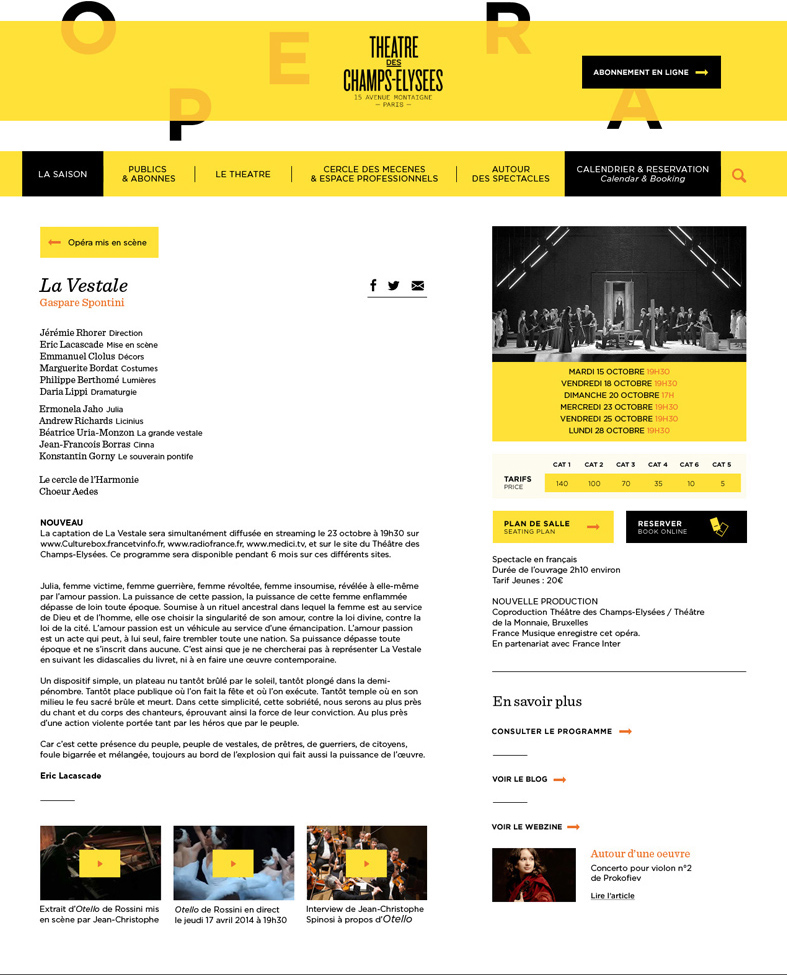 OPERA
THEATRE
DES
CHAMPS-ELYSEES
15 AVENUE MONTAIGNE
— PARIS —
ABONNEMENT EN LIGNE
LA SAISON
PUBLICS
& ABONNES
LE THEATRE
CERCLE DES MECENES
& ESPACE PROFESSIONNELS
AUTOUR
DES SPECTACLES
CALENDRIER & RESERVATION
Calendar & Booking
Opéra mis en scène
La Vestale
Gaspare Spontini
Jérémie Rhorer Direction
Eric Lacascade Mise en scène
Emmanuel Clolus Décors
Marguerite Bordat Costumes
Philippe Berthomé Lumières
Daria Lippi Dramaturgie
Ermonela Jaho Julia
Andrew Richards Licinius
Béatrice Uria-Monzon La grande vestale
Jean-Francois Borras Cinna
Konstantin Gorny Le souverain pontife
Le cercle de l'Harmonie
Choeur Aedes
NOUVEAU
La captation de La Vestale sera simultanément diffusée en streaming le 23 octobre à 19h30 sur
www.Culturebox.francetvinfo.fr, www.radiofrance.fr, www.medici.tv, et sur le site du Théâtre des
Champs-Elysées. Ce programme sera disponible pendant 6 mois sur ces différents sites.
Julia, femme victime, femme guerrière, femme révoltée, femme insoumise, révélée à elle-même
par l'amour passion. La puissance de cette passion, la puissance de cette femme enflammée
dépasse de loin toute époque. Soumise à un rituel ancestral dans lequel la femme est au service
de Dieu et de l'homme, elle ose choisir la singularité de son amour, contre la loi divine, contre la
loi de la cité. L'amour passion est un véhicule au service d'une émancipation. L'amour passion
est un acte qui peut, à lui seul, faire trembler toute une nation. Sa puissance dépasse toute
époque et ne s'inscrit dans aucune. C'est ainsi que je ne chercherai pas à représenter La Vestale
en suivant les didascalies du livret, ni à en faire une œuvre contemporaine.
Un dispositif simple, un plateau nu tantôt brûlé par le soleil, tantôt plongé dans la demi-
pénombre. Tantôt place publique où l'on fait la fête et où l'on exécute. Tantôt temple où en son
milieu le feu sacré brûle et meurt. Dans cette simplicité, cette sobriété, nous serons au plus près
du chant et du corps des chanteurs, éprouvant ainsi la force de leur conviction. Au plus près
d'une action violente portée tant par les héros que par le peuple.
Car c'est cette présence du peuple, peuple de vestales, de prêtres, de guerriers, de citoyens,
foule bigarrée et mélangée, toujours au bord de l'explosion qui fait aussi la puissance de l'œuvre.
Eric Lacascade
Extrait d'Otello de Rossini mis
en scène par Jean-Christophe
Otello de Rossini en direct
le jeudi 17 avril 2014 à 19h30
Interview de Jean-Christophe
Spinosi à propos d'Otello
MARDI 15 OCTOBRE 19H30
VENDREDI 18 OCTOBRE 19H30
DIMANCHE 20 OCTOBRE 17H
MERCREDI 23 OCTOBRE 19H30
VENDREDI 25 OCTOBRE 19H30
LUNDI 28 OCTOBRE 19H30
CAT 1 CAT 2 CAT 3 CAT 4 CAT 6 CAT 5
TARIFS
PRICE
140 100 70 35 10 5
PLAN DE SALLE
SEATING PLAN
RESERVER
BOOK ONLINE
Spectacle en français
Durée de l'ouvrage 2h10 environ
Tarif Jeunes : 20€
NOUVELLE PRODUCTION
Coproduction Théâtre des Champs-Elysées / Théâtre
de la Monnaie, Bruxelles
France Musique enregistre cet opéra.
En partenariat avec France Inter
En savoir plus
CONSULTER LE PROGRAMME
VOIR LE BLOG
VOIR LE WEBZINE
Autour d'une oeuvre
Concerto pour violon n°2
de Prokofiev
Lire l'article